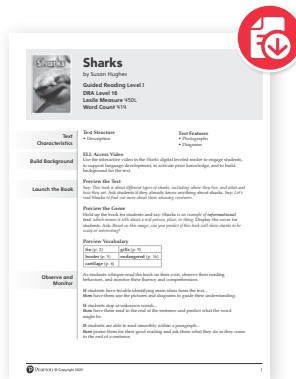 Sharks
Sharks
by Susan Hughes
Guided Reading Level I
DRA Level 16
Lexile Measure 450L
Word Count 414
Text
Characteristics
Text Structure
• Description
Text Features
• Photographs
• Diagrams
Build Background
ELL Access Video
Use the interactive video in the Sharks digital leveled reader to engage students,
to support language development, to activate prior knowledge, and to build
background for the text.
Launch the Book
Preview the Text
Say: This book is about different types of sharks, including where they live, and what and
how they eat. Ask students if they already know anything about sharks. Say: Let's
read Sharks to find out more about these amazing creatures.
Preview the Genre
Hold up the book for students and say: Sharks is an example of informational
text, which means it tells about a real person, place, or thing. Display the cover for
students. Ask: Based on this image, can you predict if this book will show sharks to be
scary or interesting?
Preview Vocabulary
fin (p. 2) gills (p. 9)
hunter (p. 3) endangered (p. 16)
cartilage (p. 6)
Observe and
Monitor
As students whisper-read the book on their own, observe their reading
behaviors, and monitor their fluency and comprehension.
If students have trouble identifying main ideas from the text...
then have them use the pictures and diagrams to guide their understanding.
If students stop at unknown words...
then have them read to the end of the sentence and predict what the word
might be.
If students are able to read smoothly within a paragraph...
then praise them for their good reading and ask them what they do as they come
to the end of a sentence.
Pearson © Copyright 2020
1